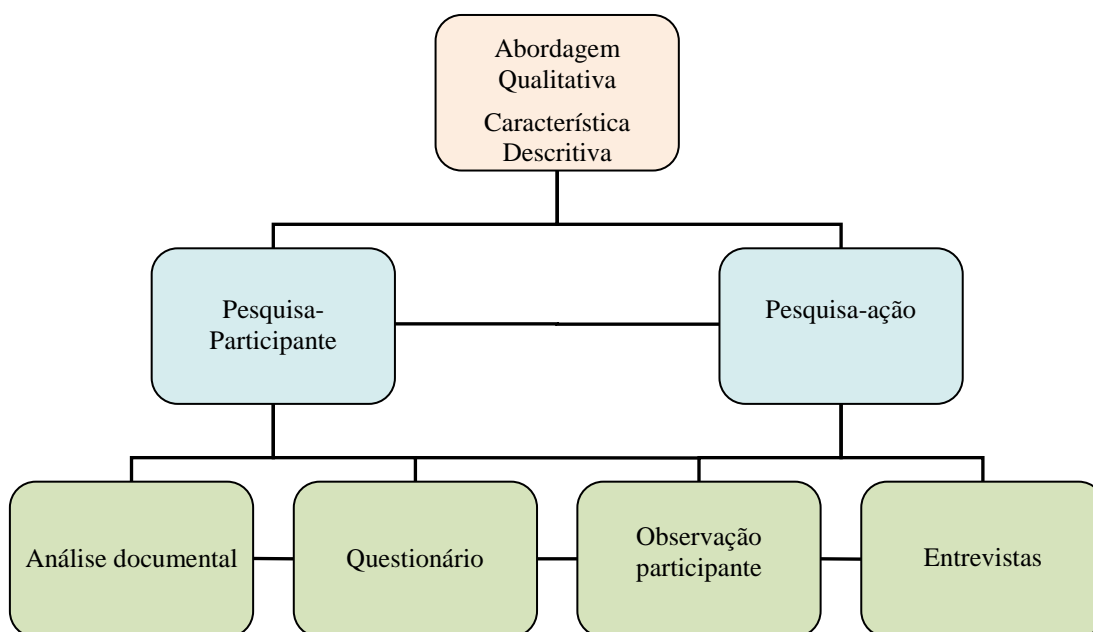 Abordagem
Qualitativa
Característica
Descritiva
Pesquisa-
Participante
Pesquisa-ação
Análise documental
Questionário
Observação
participante
Entrevistas